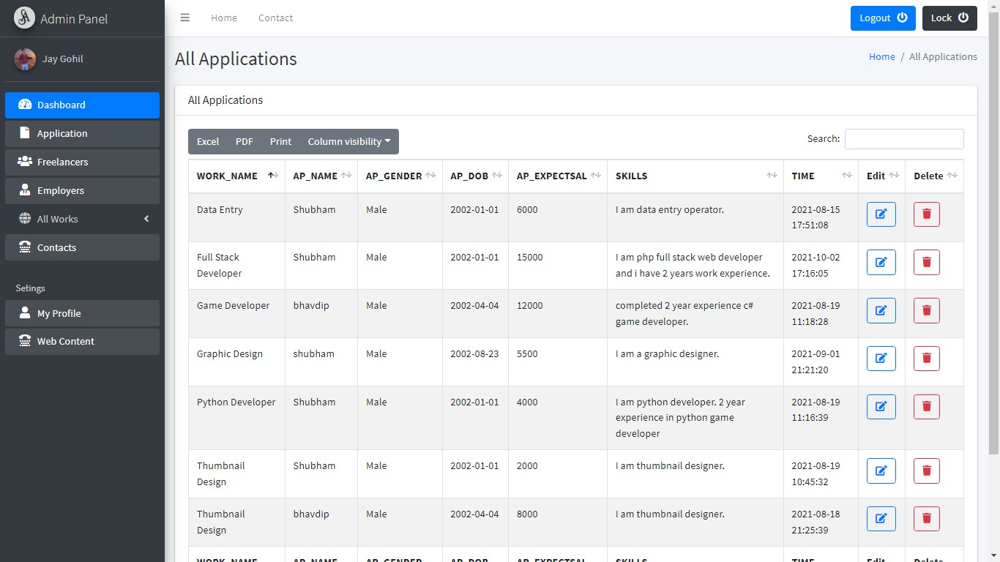 Admin Panel
Home Contact
Logout Lock
Jay Gohil
All Applications
Home / All Applications
Dashboard
Application
Freelancers
Employers
All Works
Contacts
Setings
My Profile
Web Content
All Applications
Excel PDF Print Column visibility
Search:
WORK_NAME AP_NAME AP_GENDER AP_DOB AP_EXPECTSAL SKILLS TIME Edit Delete
Data Entry Shubham Male 2002-01-01 6000 I am data entry operator. 2021-08-15
17:51:08
Full Stack Shubham Male 2002-01-01 15000 I am php full stack web developer 2021-10-02
Developer and i have 2 years work experience. 17:16:05
Game Developer bhavdip Male 2002-04-04 12000 completed 2 year experience c# 2021-08-19
game developer. 11:18:28
Graphic Design shubham Male 2002-08-23 5500 I am a graphic designer. 2021-09-01
21:21:20
Python Developer Shubham Male 2002-01-01 4000 I am python developer. 2 year 2021-08-19
experience in python game 11:16:39
developer
Thumbnail Shubham Male 2002-01-01 2000 I am thumbnail designer. 2021-08-19
Design 10:45:32
Thumbnail bhavdip Male 2002-04-04 8000 I am thumbnail designer. 2021-08-18
Design 21:25:39
WORK_NAME AP_NAME AP_GENDER AP_DOB AP_EXPECTSAL SKILLS TIME Edit Delete